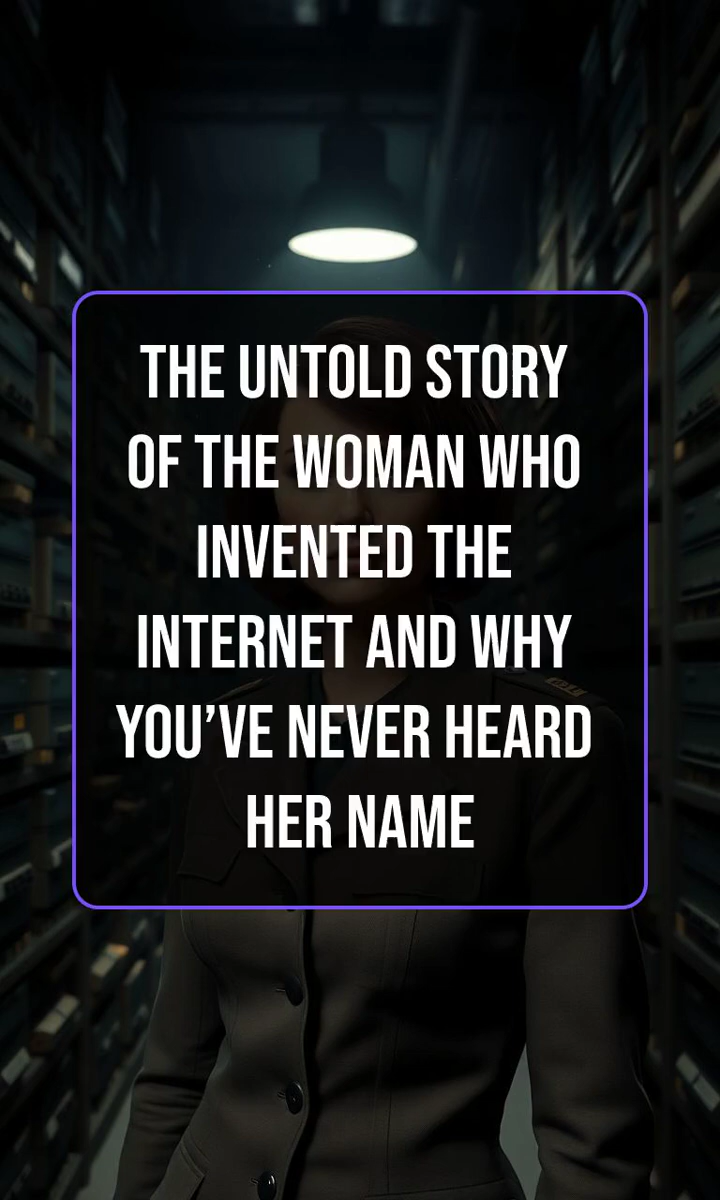 THE UNTOLD STORY
OF THE WOMAN WHO
INVENTED THE
INTERNET AND WHY
YOU’VE NEVER HEARD
HER NAME